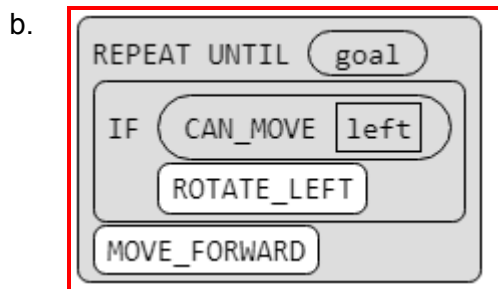 b.
REPEAT UNTIL goal
IF CAN_MOVE left
ROTATE_LEFT
MOVE_FORWARD